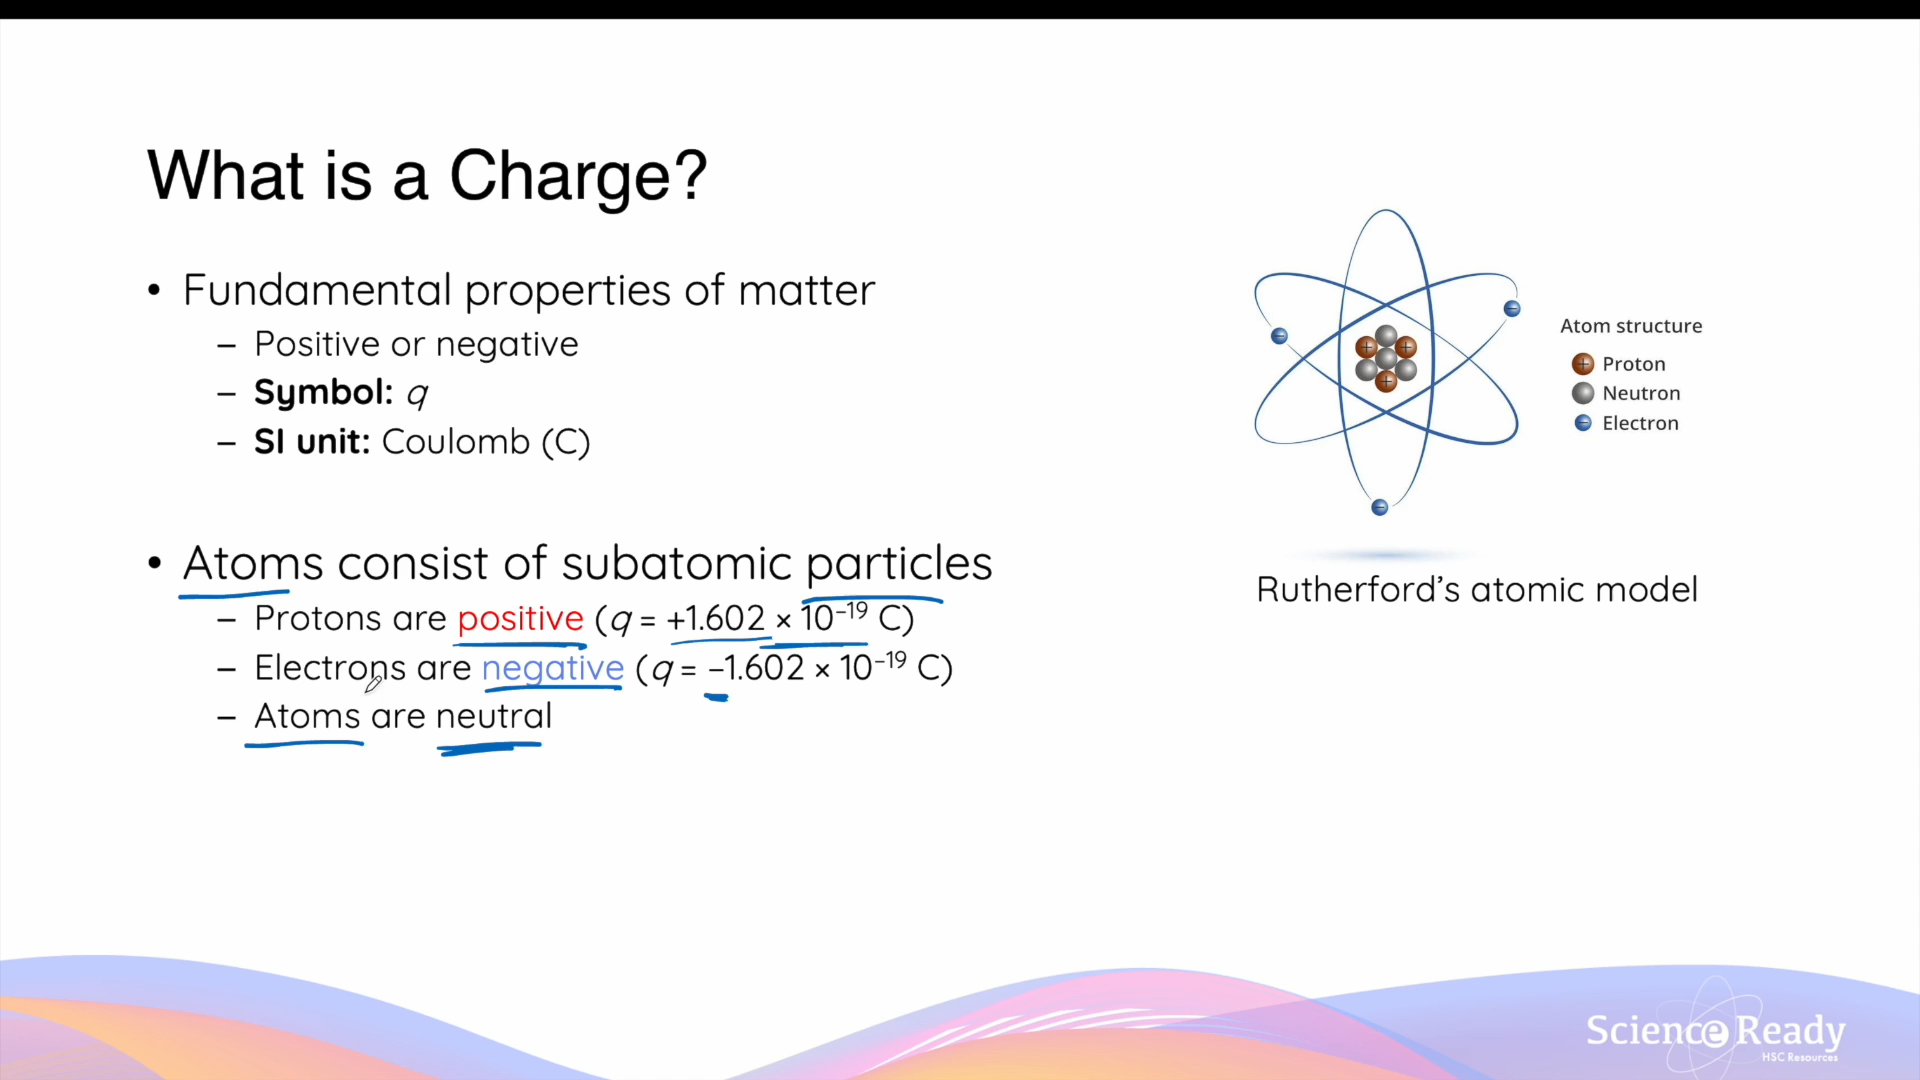 What is a Charge?
• Fundamental properties of matter
– Positive or negative
– Symbol: q
– SI unit: Coulomb (C)
• Atoms consist of subatomic particles
– Protons are positive (q = +1.602 × 10⁻¹⁹ C)
– Electrons are negative (q = −1.602 × 10⁻¹⁹ C)
– Atoms are neutral
Atom structure
+ Proton
Neutron
− Electron
Rutherford's atomic model
Science Ready
HSC Resources